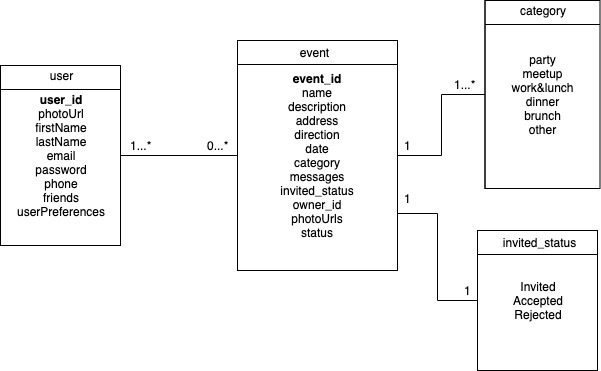 user
user_id
photoUrl
firstName
lastName
email
password
phone
friends
userPreferences
1...*
0...*
event
event_id
name
description
address
direction
date
category
messages
invited_status
owner_id
photoUrls
status
1
1...*
category
party
meetup
work&lunch
dinner
brunch
other
1
1
invited_status
Invited
Accepted
Rejected